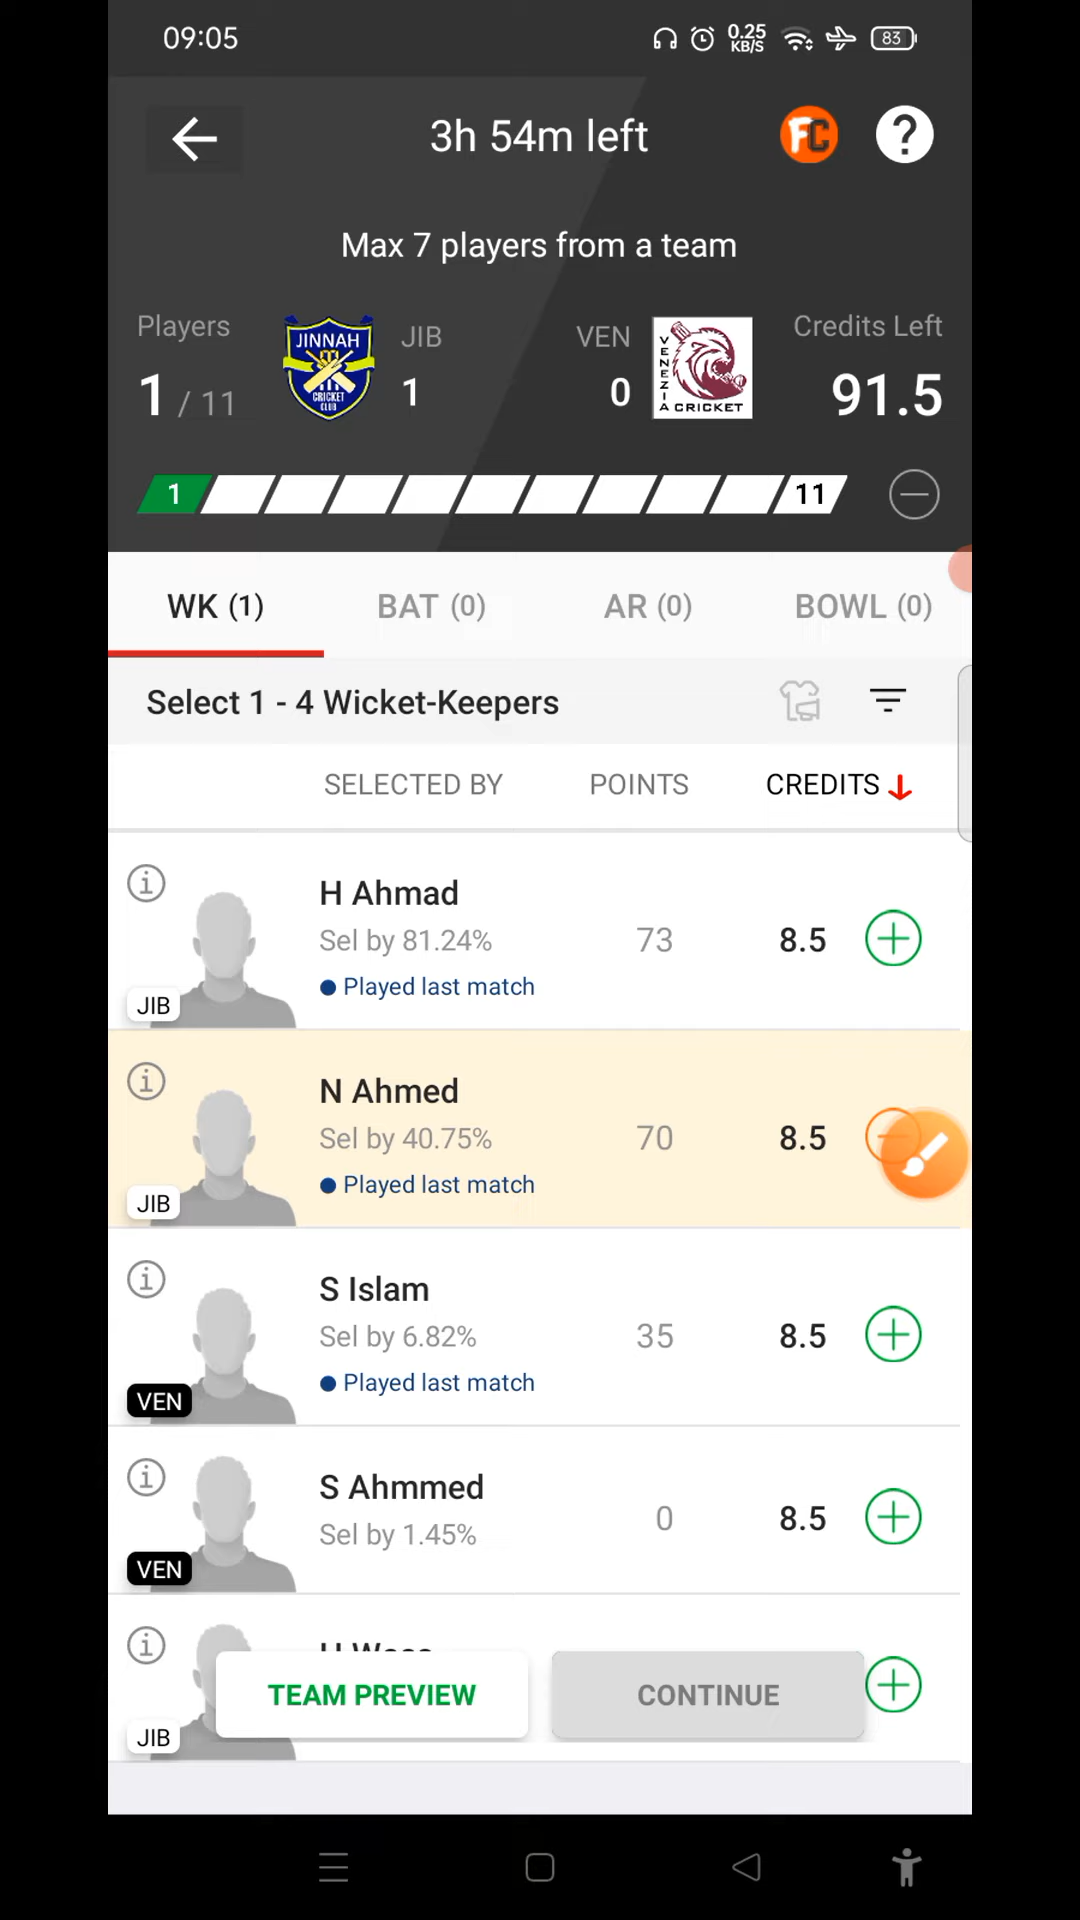 09:05
0.25
KB/S
83
3h 54m left
FC
?
Max 7 players from a team
Players
JIB
VEN
Credits Left
1 / 11
1
0
91.5
JINNAH
CRICKET
CLUB
VENEZIA CRICKET
1
11
WK (1)
BAT (0)
AR (0)
BOWL (0)
Select 1 - 4 Wicket-Keepers
SELECTED BY
POINTS
CREDITS
H Ahmad
Sel by 81.24%
73
8.5
Played last match
JIB
N Ahmed
Sel by 40.75%
70
8.5
Played last match
JIB
S Islam
Sel by 6.82%
35
8.5
Played last match
VEN
S Ahmmed
Sel by 1.45%
0
8.5
VEN
TEAM PREVIEW
CONTINUE
JIB